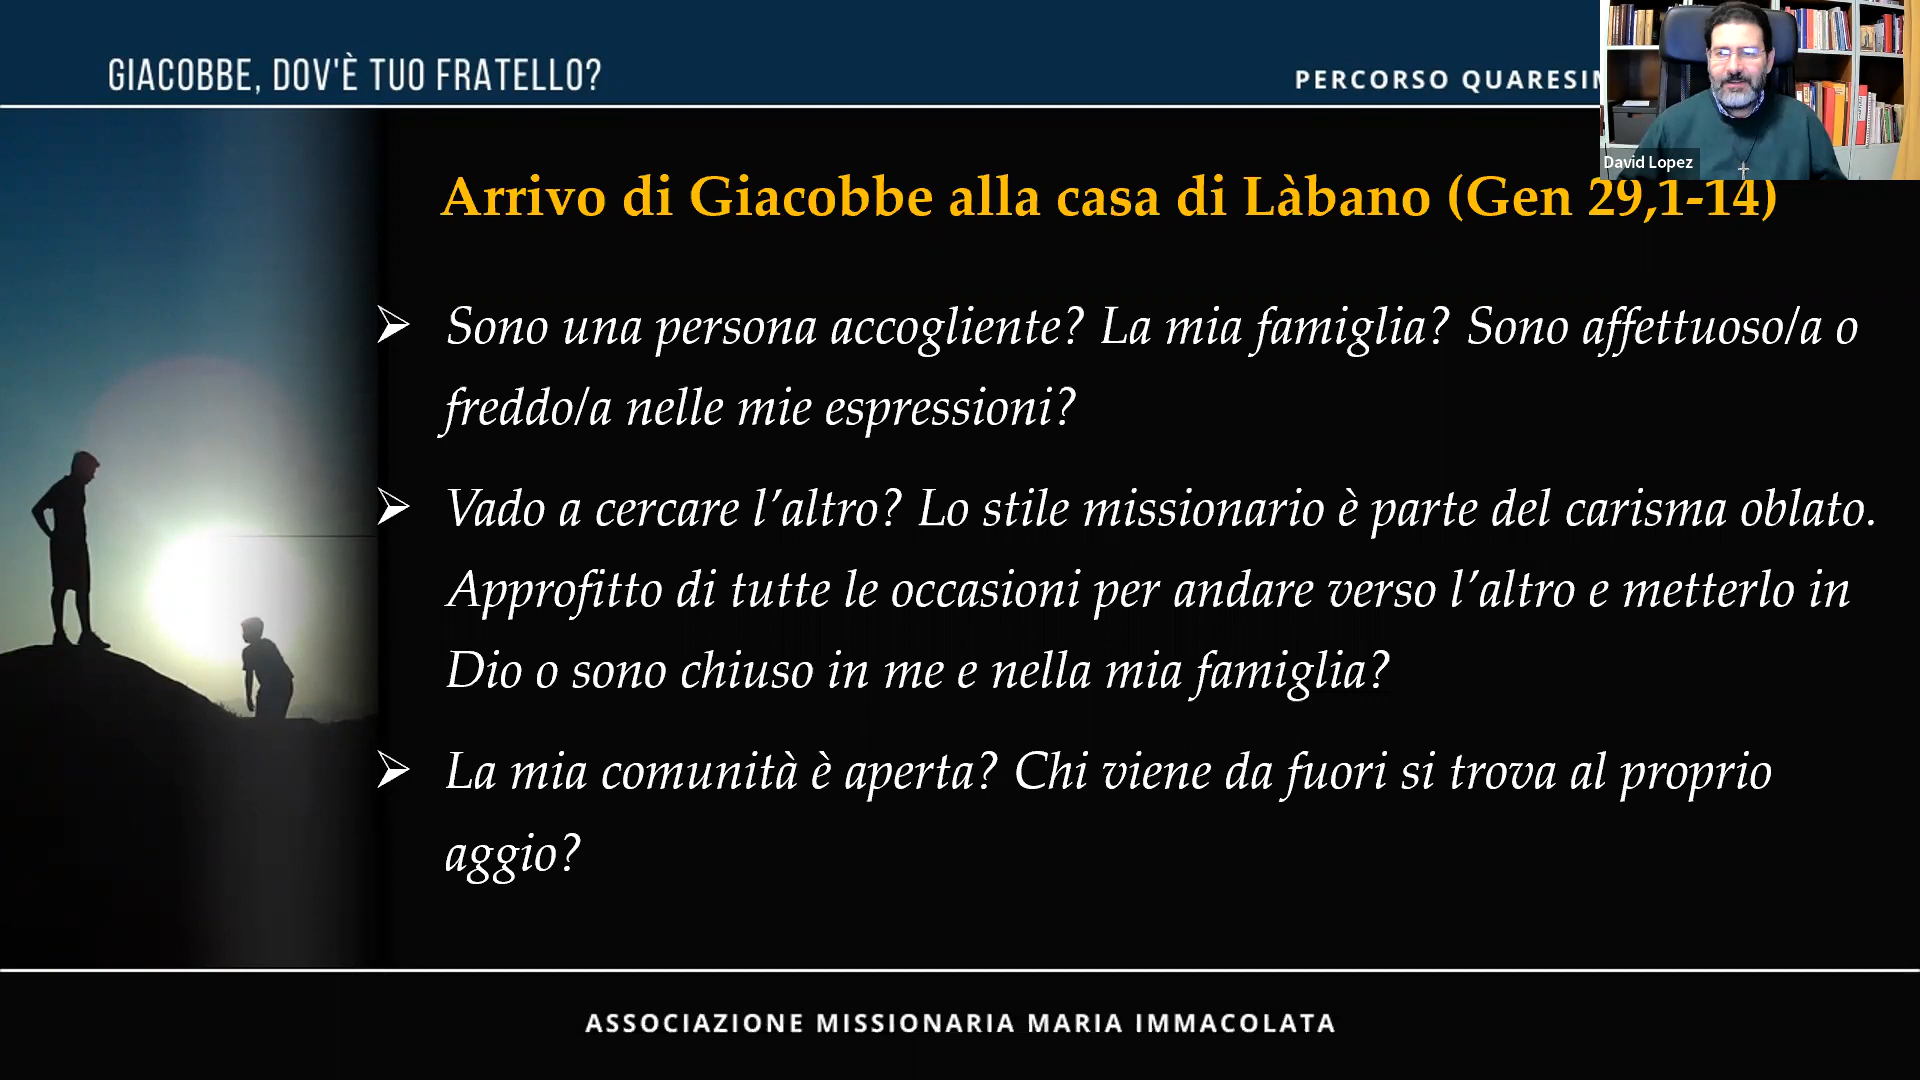 GIACOBBE, DOV'È TUO FRATELLO?
PERCORSO
David Lopez
Arrivo di Giacobbe alla casa di Làbano (Gen 29,1-14)
Sono una persona accogliente? La mia famiglia? Sono affettuoso/a o
freddo/a nelle mie espressioni?
Vado a cercare l’altro? Lo stile missionario è parte del carisma oblato.
Approfitto di tutte le occasioni per andare verso l’altro e metterlo in
Dio o sono chiuso in me e nella mia famiglia?
La mia comunità è aperta? Chi viene da fuori si trova al proprio
aggio?
ASSOCIAZIONE MISSIONARIA MARIA IMMACOLATA